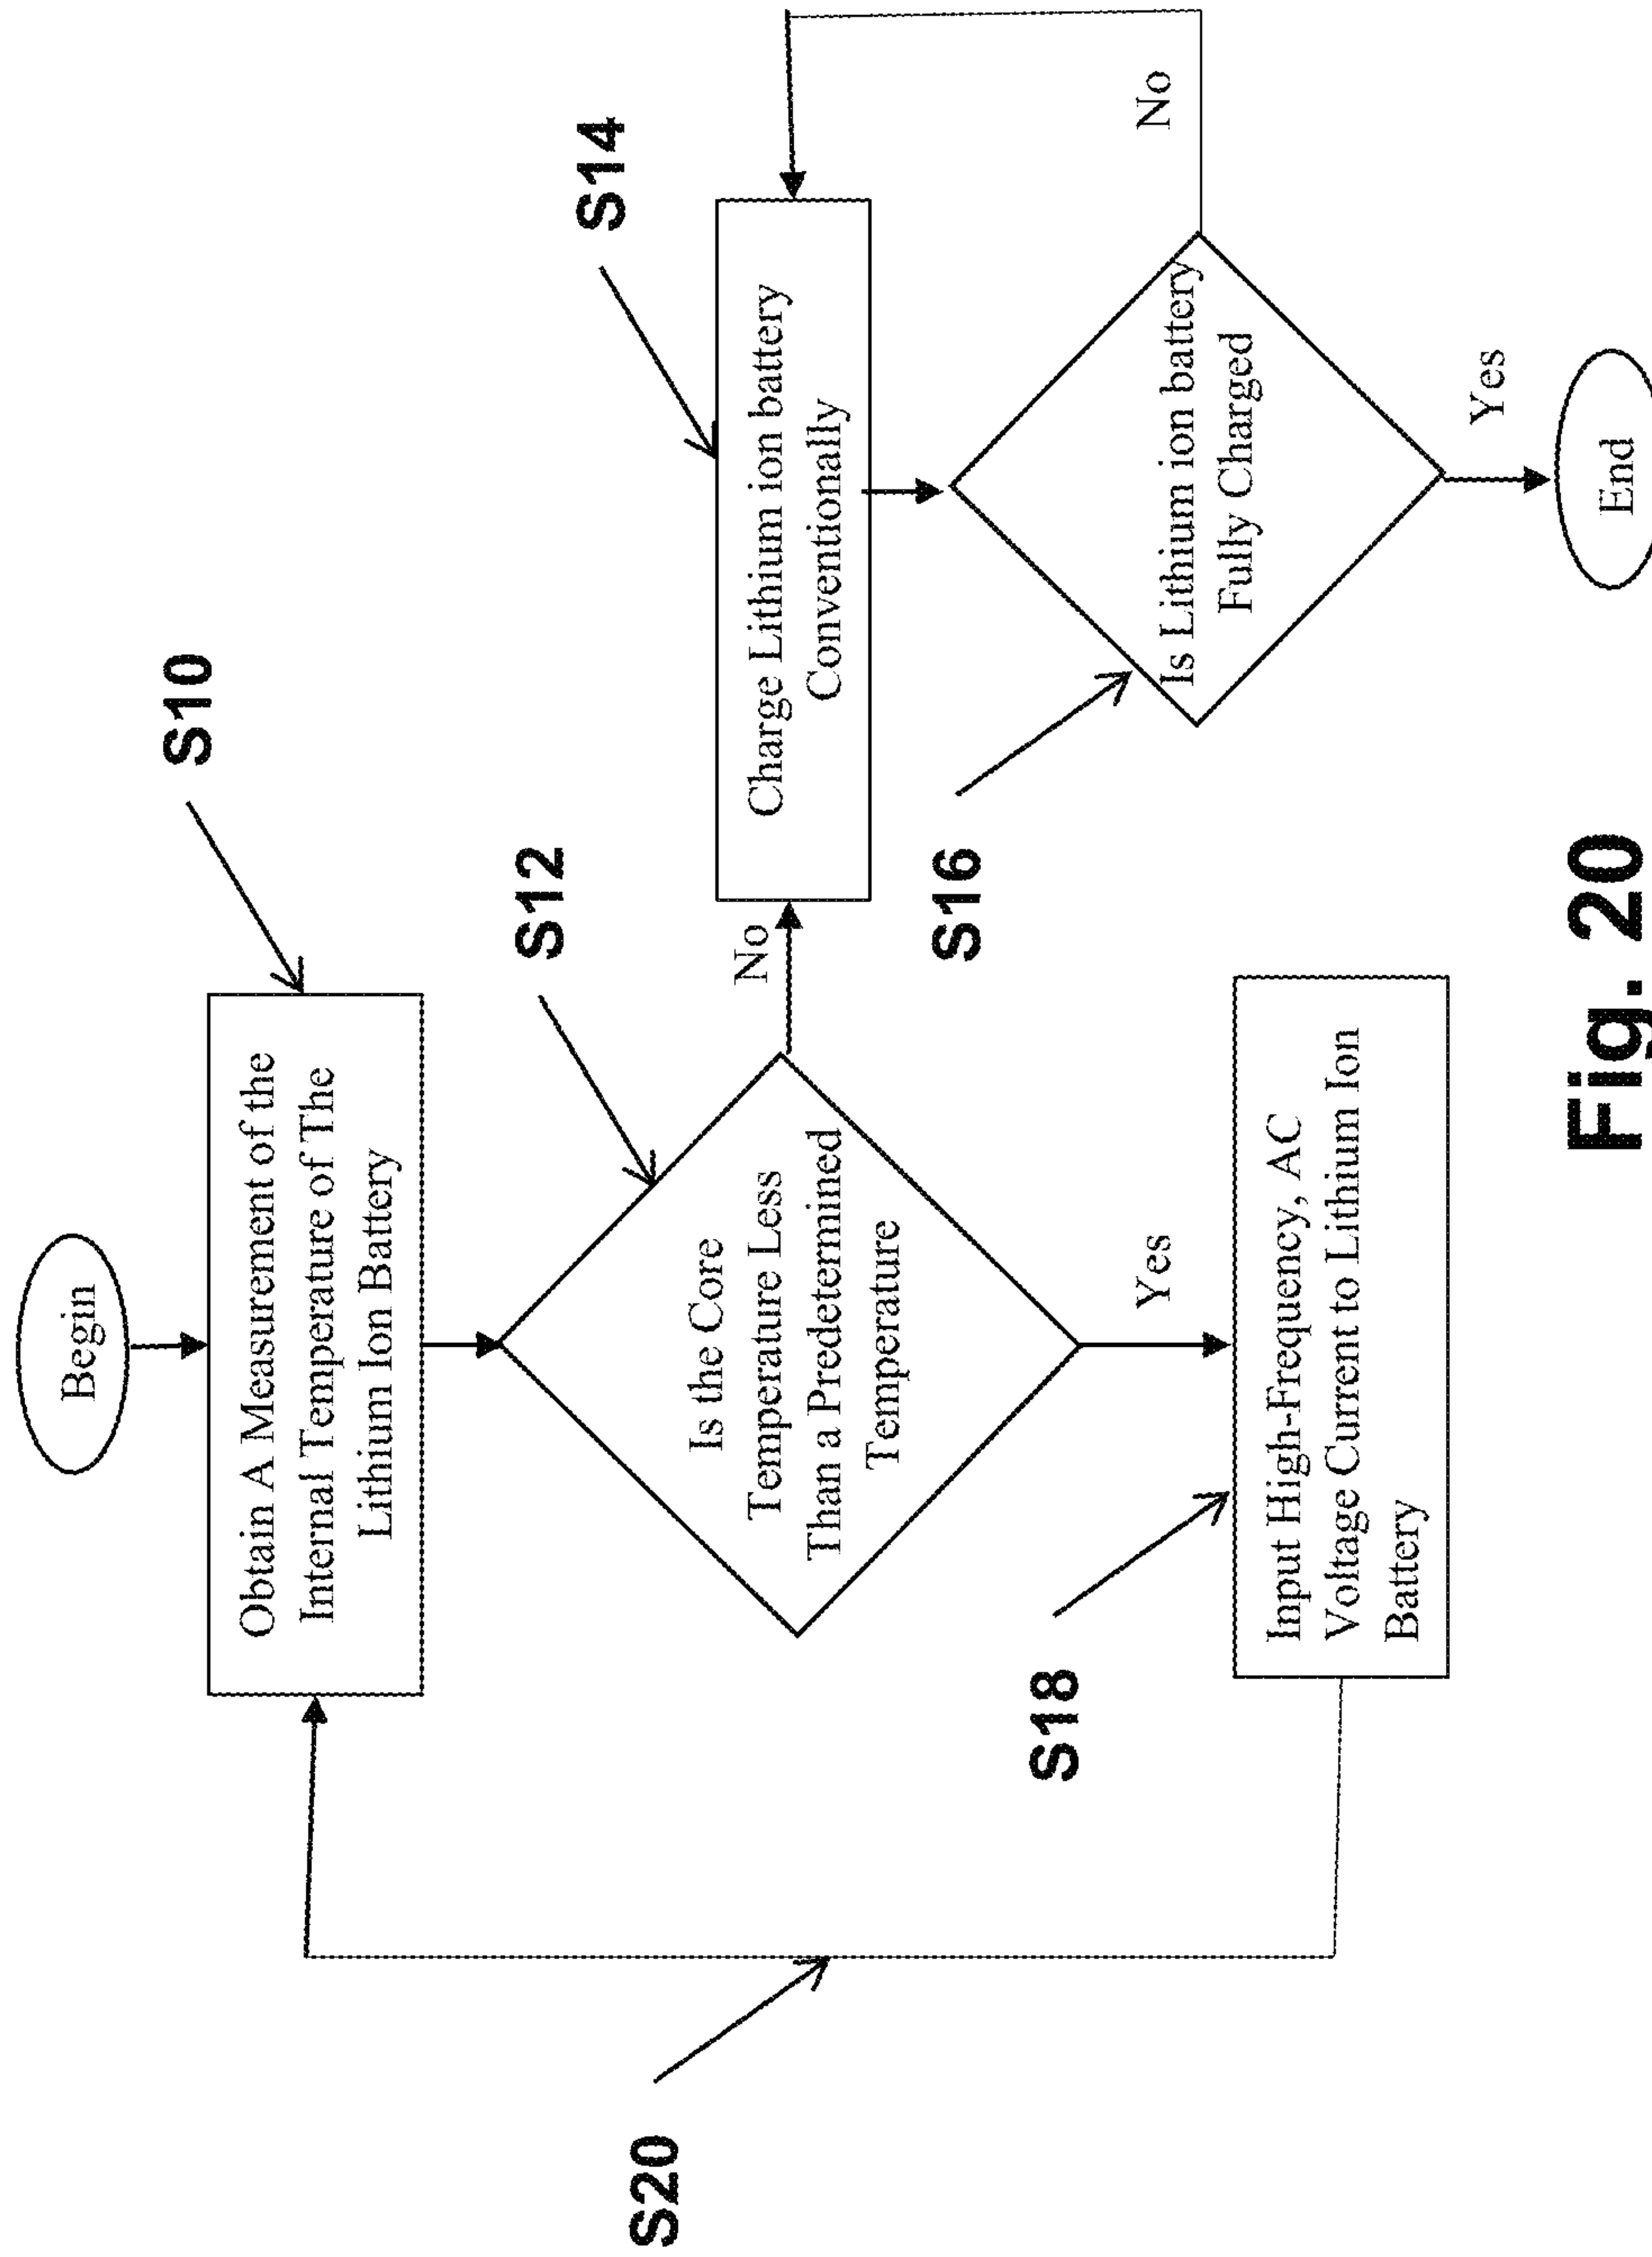 Begin
S10
Obtain A Measurement of the
Internal Temperature of The
Lithium Ion Battery
S12
Is the Core
Temperature Less
Than a Predetermined
Temperature
No
S14
Charge Lithium ion battery
Conventionally
S16
Is Lithium ion battery
Fully Charged
No
Yes
End
Yes
S18
Input High-Frequency, AC
Voltage Current to Lithium Ion
Battery
S20
Fig. 20